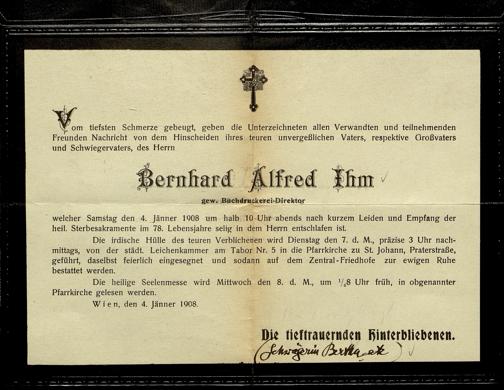 Vom tiefsten Schmerze gebeugt, geben die Unterzeichneten allen Verwandten und teilnehmenden
Freunden Nachricht von dem Hinscheiden ihres teuren unvergeßlichen Vaters, respektive Großvaters
und Schwiegervaters, des Herrn
Bernhard Alfred Ihm
gew. Buchdruckerei-Direktor
welcher Samstag den 4. Jänner 1908 um halb 10 Uhr abends nach kurzem Leiden und Empfang der
heil. Sterbesakramente im 78. Lebensjahre selig in dem Herrn entschlafen ist.
Die irdische Hülle des teuren Verblichenen wird Dienstag den 7. d. M., präzise 3 Uhr nach-
mittags, von der städt. Leichenkammer am Tabor Nr. 5 in die Pfarrkirche zu St. Johann, Praterstraße,
geführt, daselbst feierlich eingesegnet und sodann auf dem Zentral-Friedhofe zur ewigen Ruhe
bestattet werden.
Die heilige Seelenmesse wird Mittwoch den 8. d. M., um ½8 Uhr früh, in obgenannter
Pfarrkirche gelesen werden.
Wien, den 4. Jänner 1908.
Die tieftrauernden Hinterbliebenen.
(Schwägerin Bertha etc)